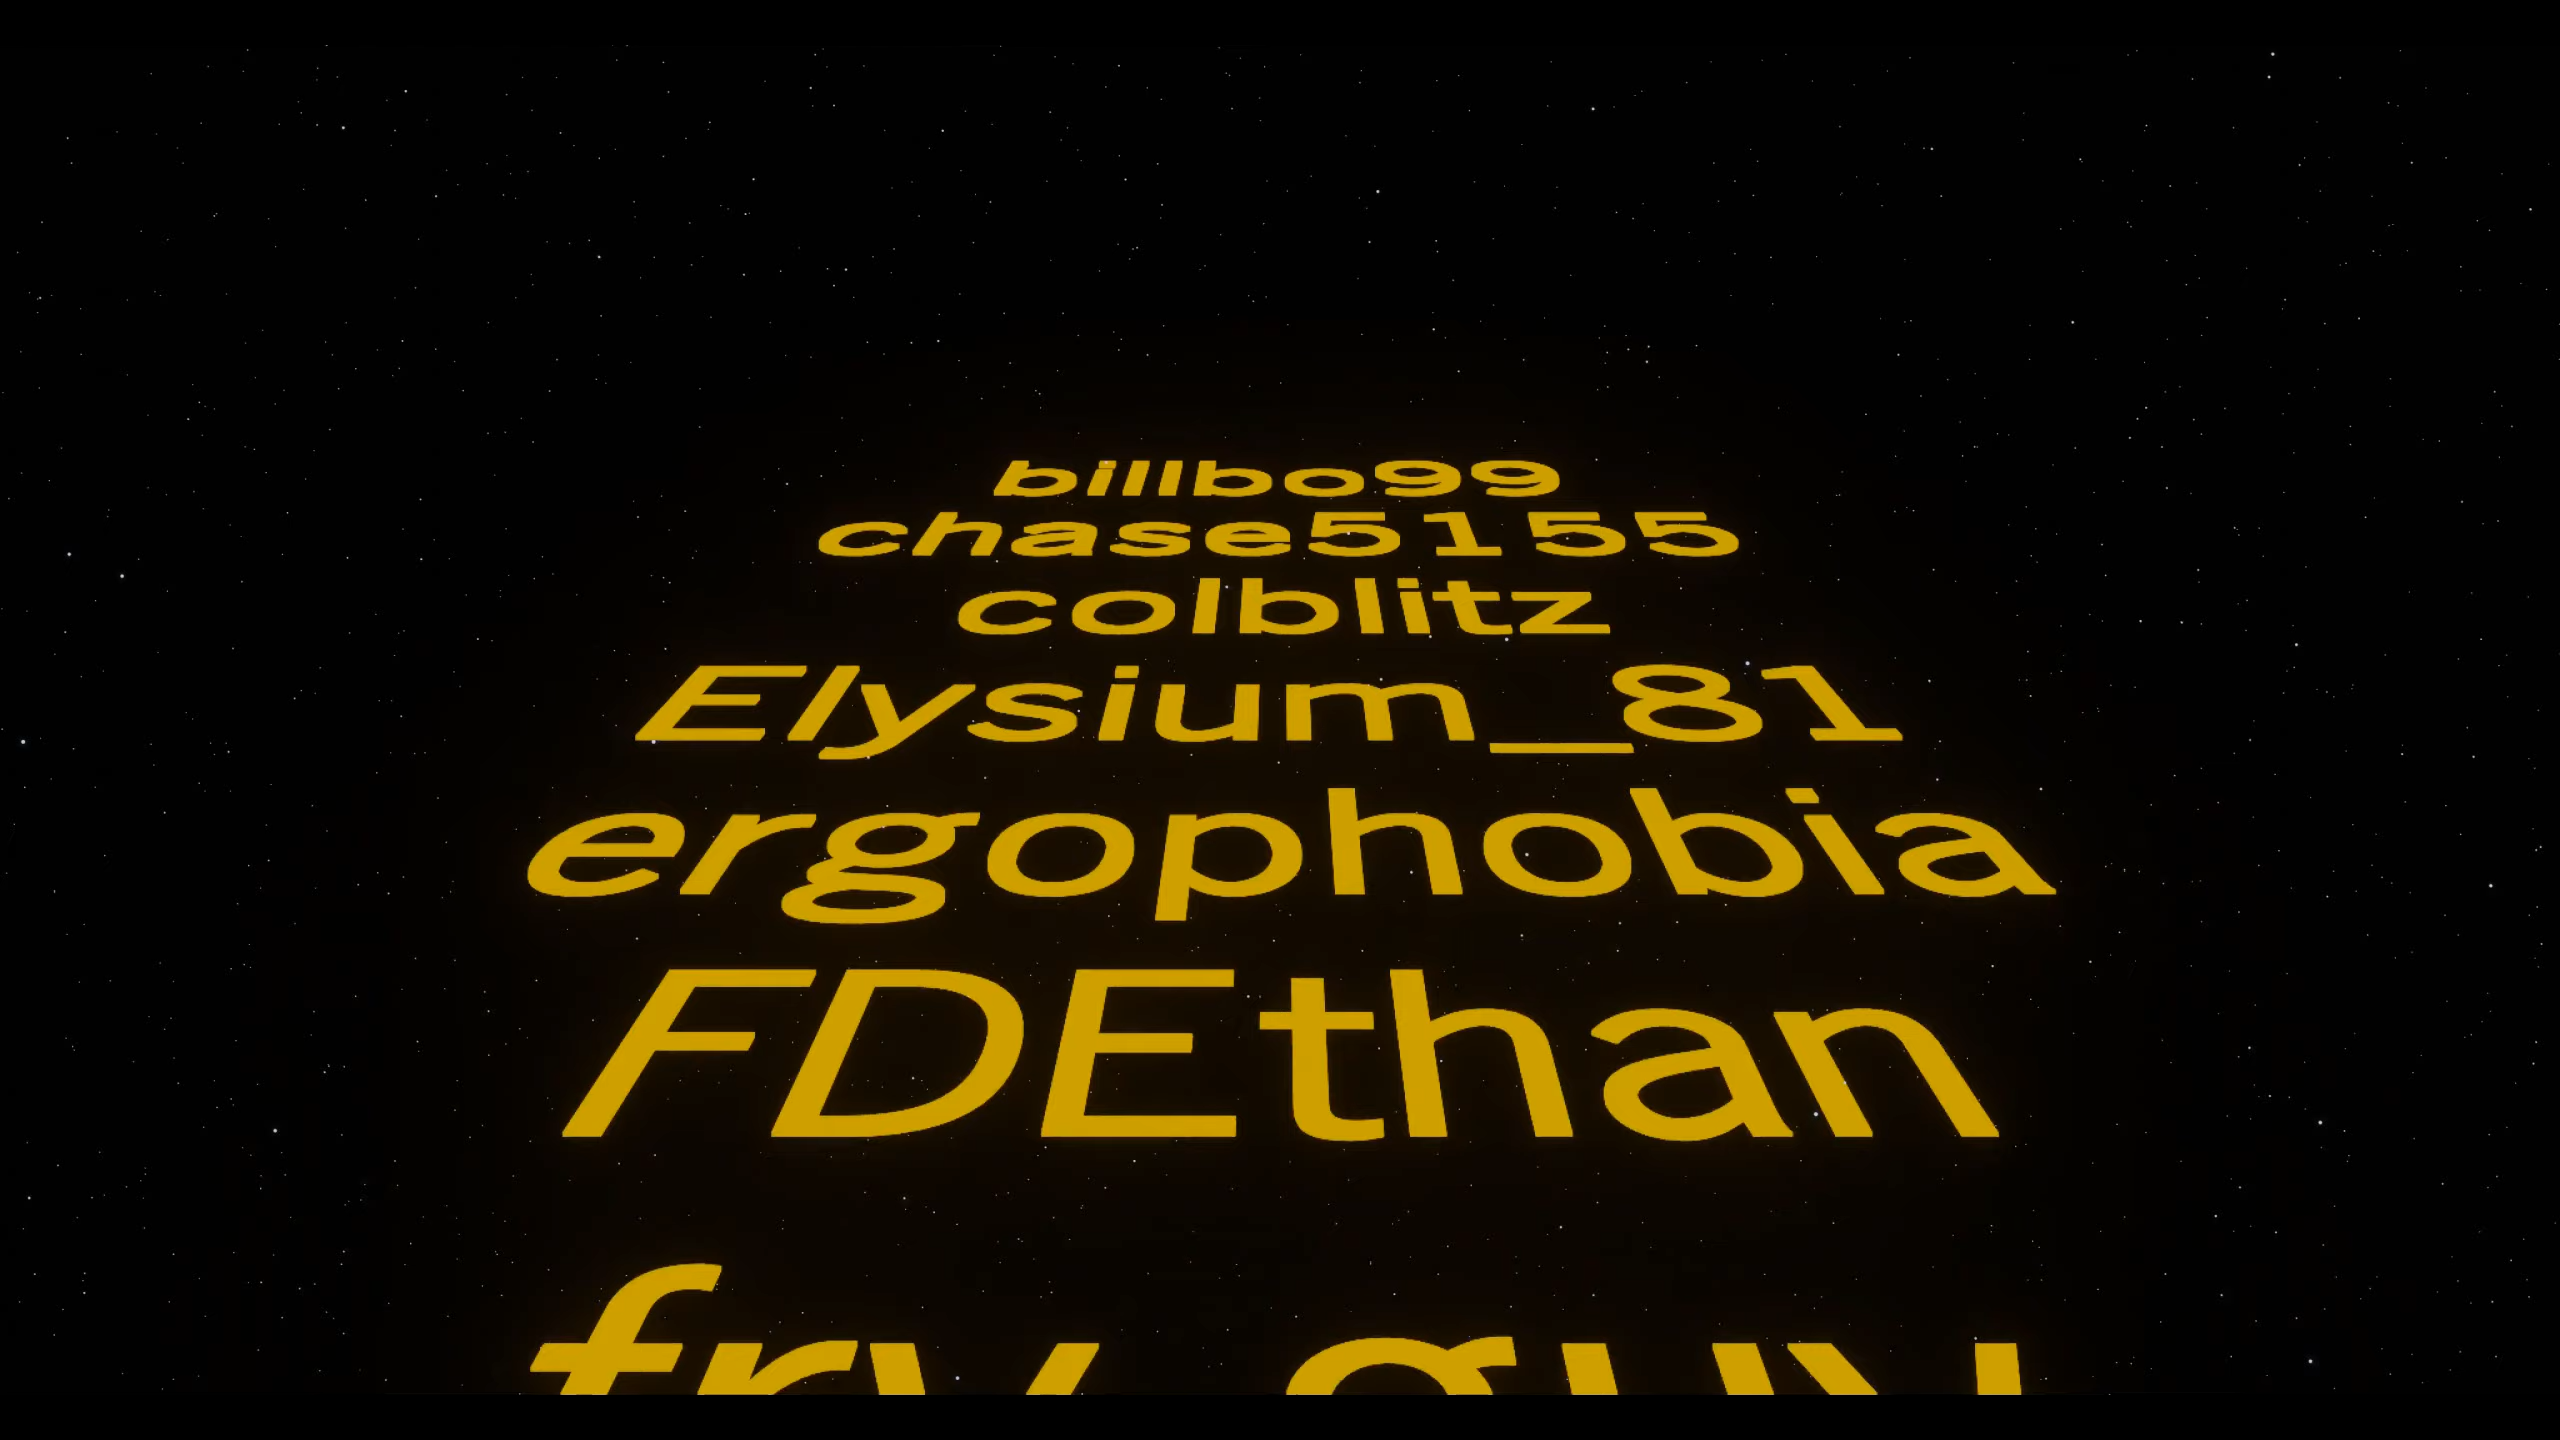 billbo99
chase5155
colblitz
Elysium_81
ergophobia
FDEthan